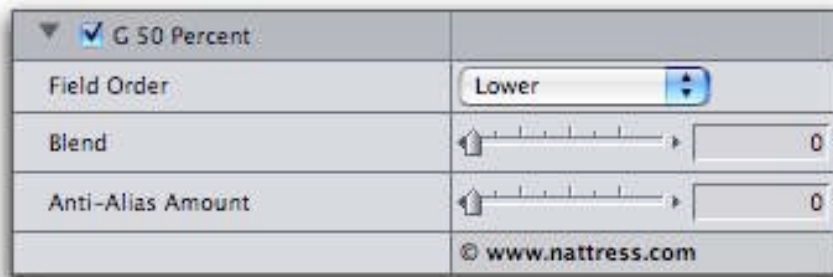 G 50 Percent
Field Order Lower
Blend 0
Anti-Alias Amount 0
© www.nattress.com